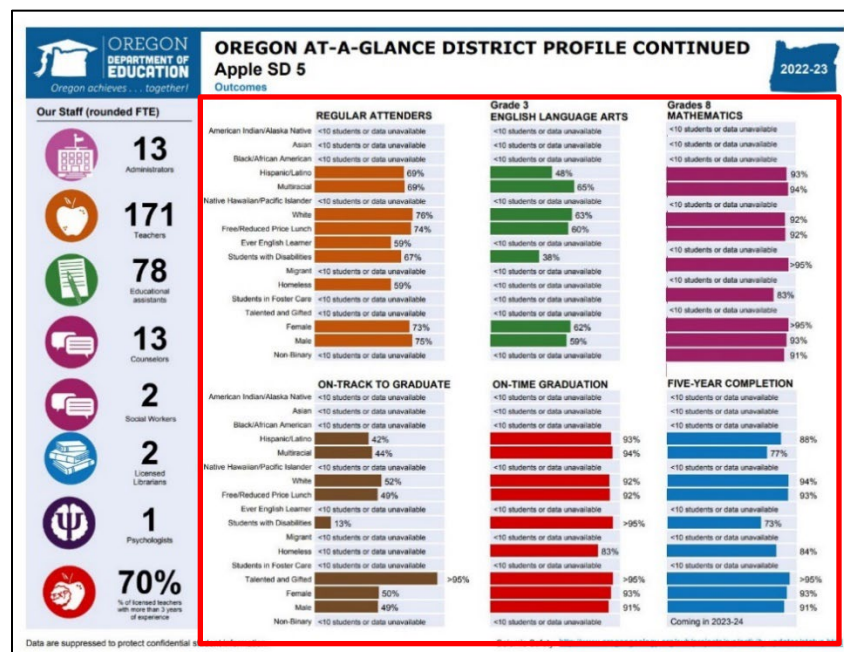 OREGON
DEPARTMENT OF
EDUCATION
Oregon achieves . . . together!
OREGON AT-A-GLANCE DISTRICT PROFILE CONTINUED
Apple SD 5
Outcomes
2022-23
Our Staff (rounded FTE)
13
Administrators
171
Teachers
78
Educational
assistants
13
Counselors
2
Social Workers
2
Licensed
Librarians
1
Psychologists
70%
% of licensed teachers
with more than 3 years
of experience
REGULAR ATTENDERS
Grade 3
ENGLISH LANGUAGE ARTS
Grades 8
MATHEMATICS
American Indian/Alaska Native <10 students or data unavailable <10 students or data unavailable <10 students or data unavailable
Asian <10 students or data unavailable <10 students or data unavailable <10 students or data unavailable
Black/African American <10 students or data unavailable <10 students or data unavailable <10 students or data unavailable
Hispanic/Latino 69% 48% 93%
Multiracial 69% 65% 94%
Native Hawaiian/Pacific Islander <10 students or data unavailable <10 students or data unavailable <10 students or data unavailable
White 76% 63% 92%
Free/Reduced Price Lunch 74% 60% 92%
Ever English Learner 59% <10 students or data unavailable <10 students or data unavailable
Students with Disabilities 67% 38% >95%
Migrant <10 students or data unavailable <10 students or data unavailable <10 students or data unavailable
Homeless 59% <10 students or data unavailable 83%
Students in Foster Care <10 students or data unavailable <10 students or data unavailable <10 students or data unavailable
Talented and Gifted <10 students or data unavailable <10 students or data unavailable >95%
Female 73% 62% 93%
Male 75% 59% 91%
Non-Binary <10 students or data unavailable <10 students or data unavailable
ON-TRACK TO GRADUATE ON-TIME GRADUATION FIVE-YEAR COMPLETION
American Indian/Alaska Native <10 students or data unavailable <10 students or data unavailable <10 students or data unavailable
Asian <10 students or data unavailable <10 students or data unavailable <10 students or data unavailable
Black/African American <10 students or data unavailable <10 students or data unavailable <10 students or data unavailable
Hispanic/Latino 42% 93% 88%
Multiracial 44% 94% 77%
Native Hawaiian/Pacific Islander <10 students or data unavailable <10 students or data unavailable <10 students or data unavailable
White 52% 92% 94%
Free/Reduced Price Lunch 49% 92% 93%
Ever English Learner <10 students or data unavailable <10 students or data unavailable <10 students or data unavailable
Students with Disabilities 13% >95% 73%
Migrant <10 students or data unavailable <10 students or data unavailable <10 students or data unavailable
Homeless <10 students or data unavailable 83% 84%
Students in Foster Care <10 students or data unavailable <10 students or data unavailable <10 students or data unavailable
Talented and Gifted >95% >95% >95%
Female 50% 93% 93%
Male 49% 91% 91%
Non-Binary <10 students or data unavailable <10 students or data unavailable Coming in 2023-24
Data are suppressed to protect confidential